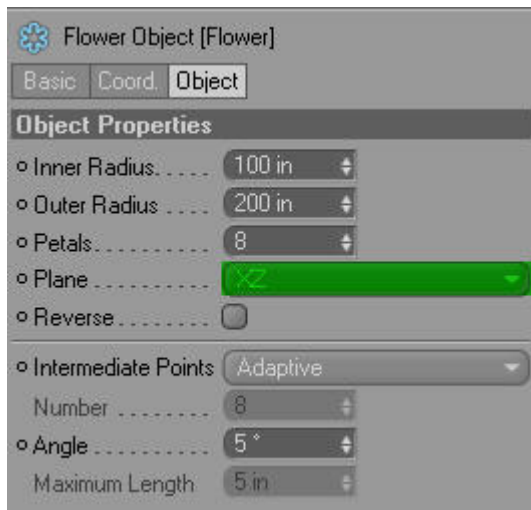 Flower Object [Flower]
Basic Coord. Object
Object Properties
Inner Radius..... 100 in
Outer Radius.... 200 in
Petals.......... 8
Plane.......... XZ
Reverse........
Intermediate Points Adaptive
Number........ 8
Angle.......... 5 °
Maximum Length 5 in